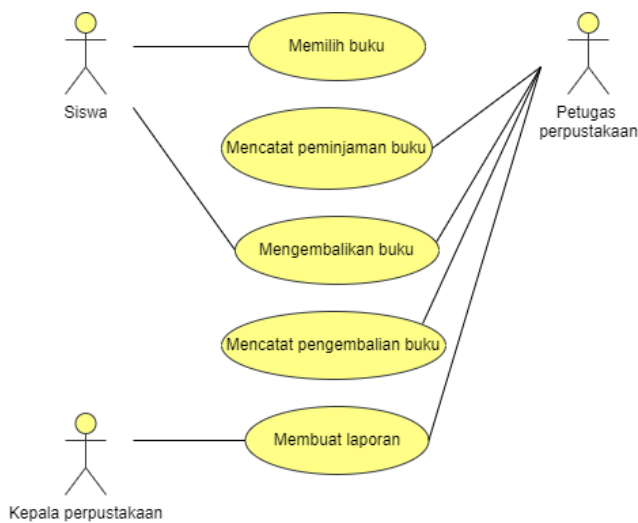 Memilih buku
Siswa
Petugas
perpustakaan
Mencatat peminjaman buku
Mengembalikan buku
Mencatat pengembalian buku
Membuat laporan
Kepala perpustakaan